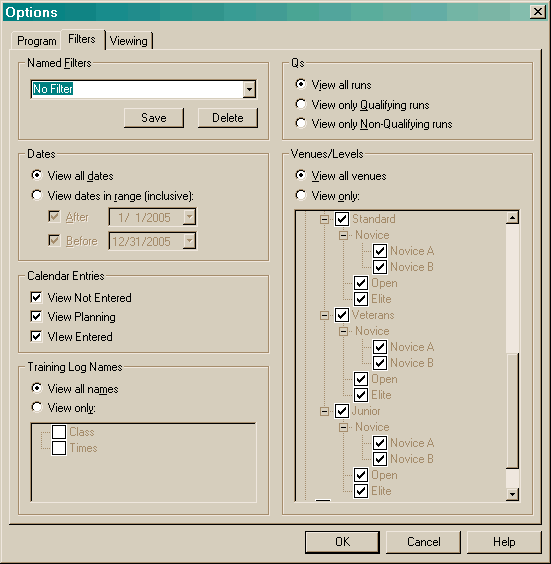 Options
Program
Filters
Viewing
Named Filters
No Filter
Save
Delete
Dates
View all dates
View dates in range (inclusive):
After
1/ 1/2005
Before
12/31/2005
Calendar Entries
View Not Entered
View Planning
VIew Entered
Training Log Names
View all names
View only:
Class
Times
Qs
View all runs
View only Qualifying runs
View only Non-Qualifying runs
Venues/Levels
View all venues
View only:
Standard
Novice
Novice A
Novice B
Open
Elite
Veterans
Novice
Novice A
Novice B
Open
Elite
Junior
Novice
Novice A
Novice B
Open
Elite
OK
Cancel
Help